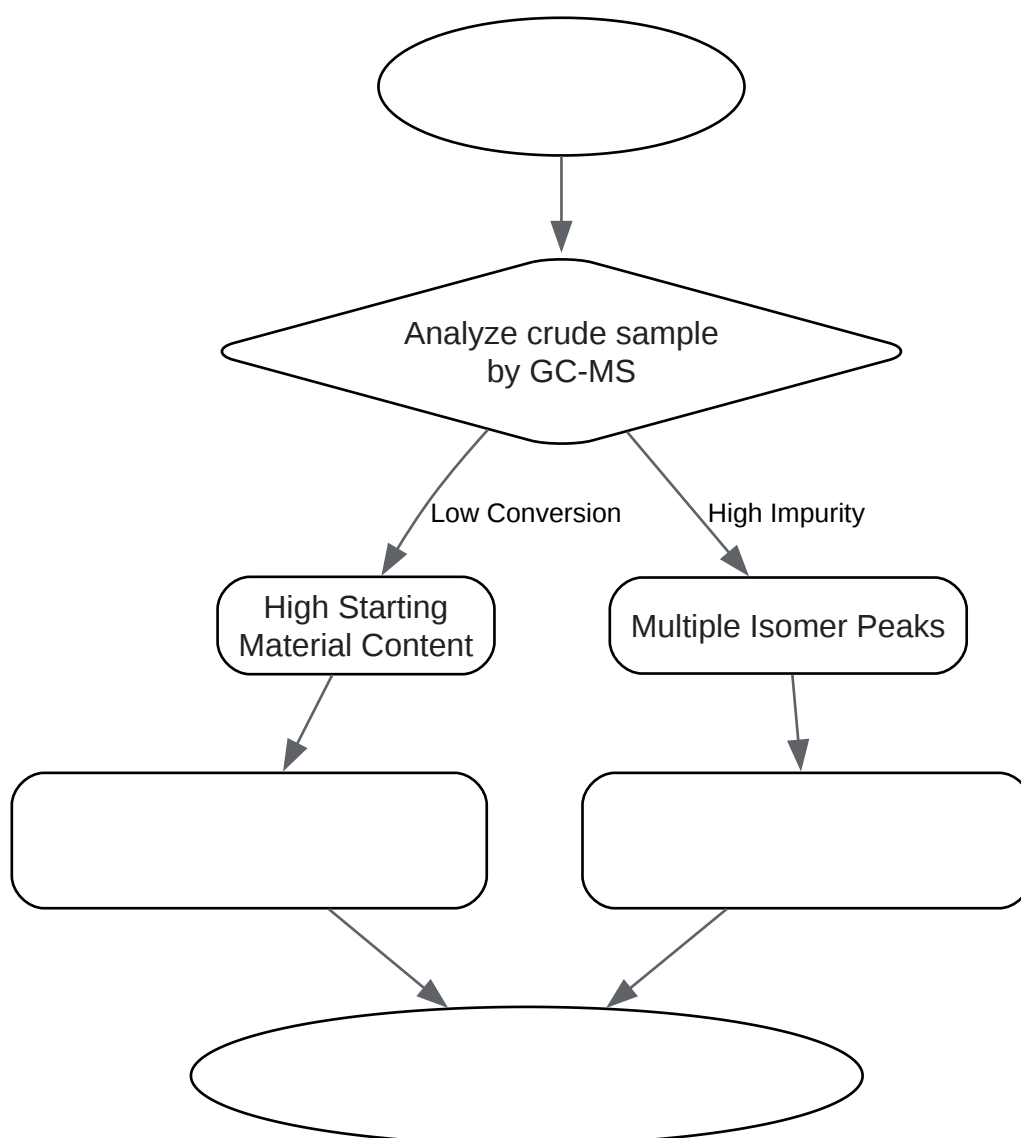 Analyze crude sample
by GC-MS
Low Conversion
High Impurity
High Starting
Material Content
Multiple Isomer Peaks